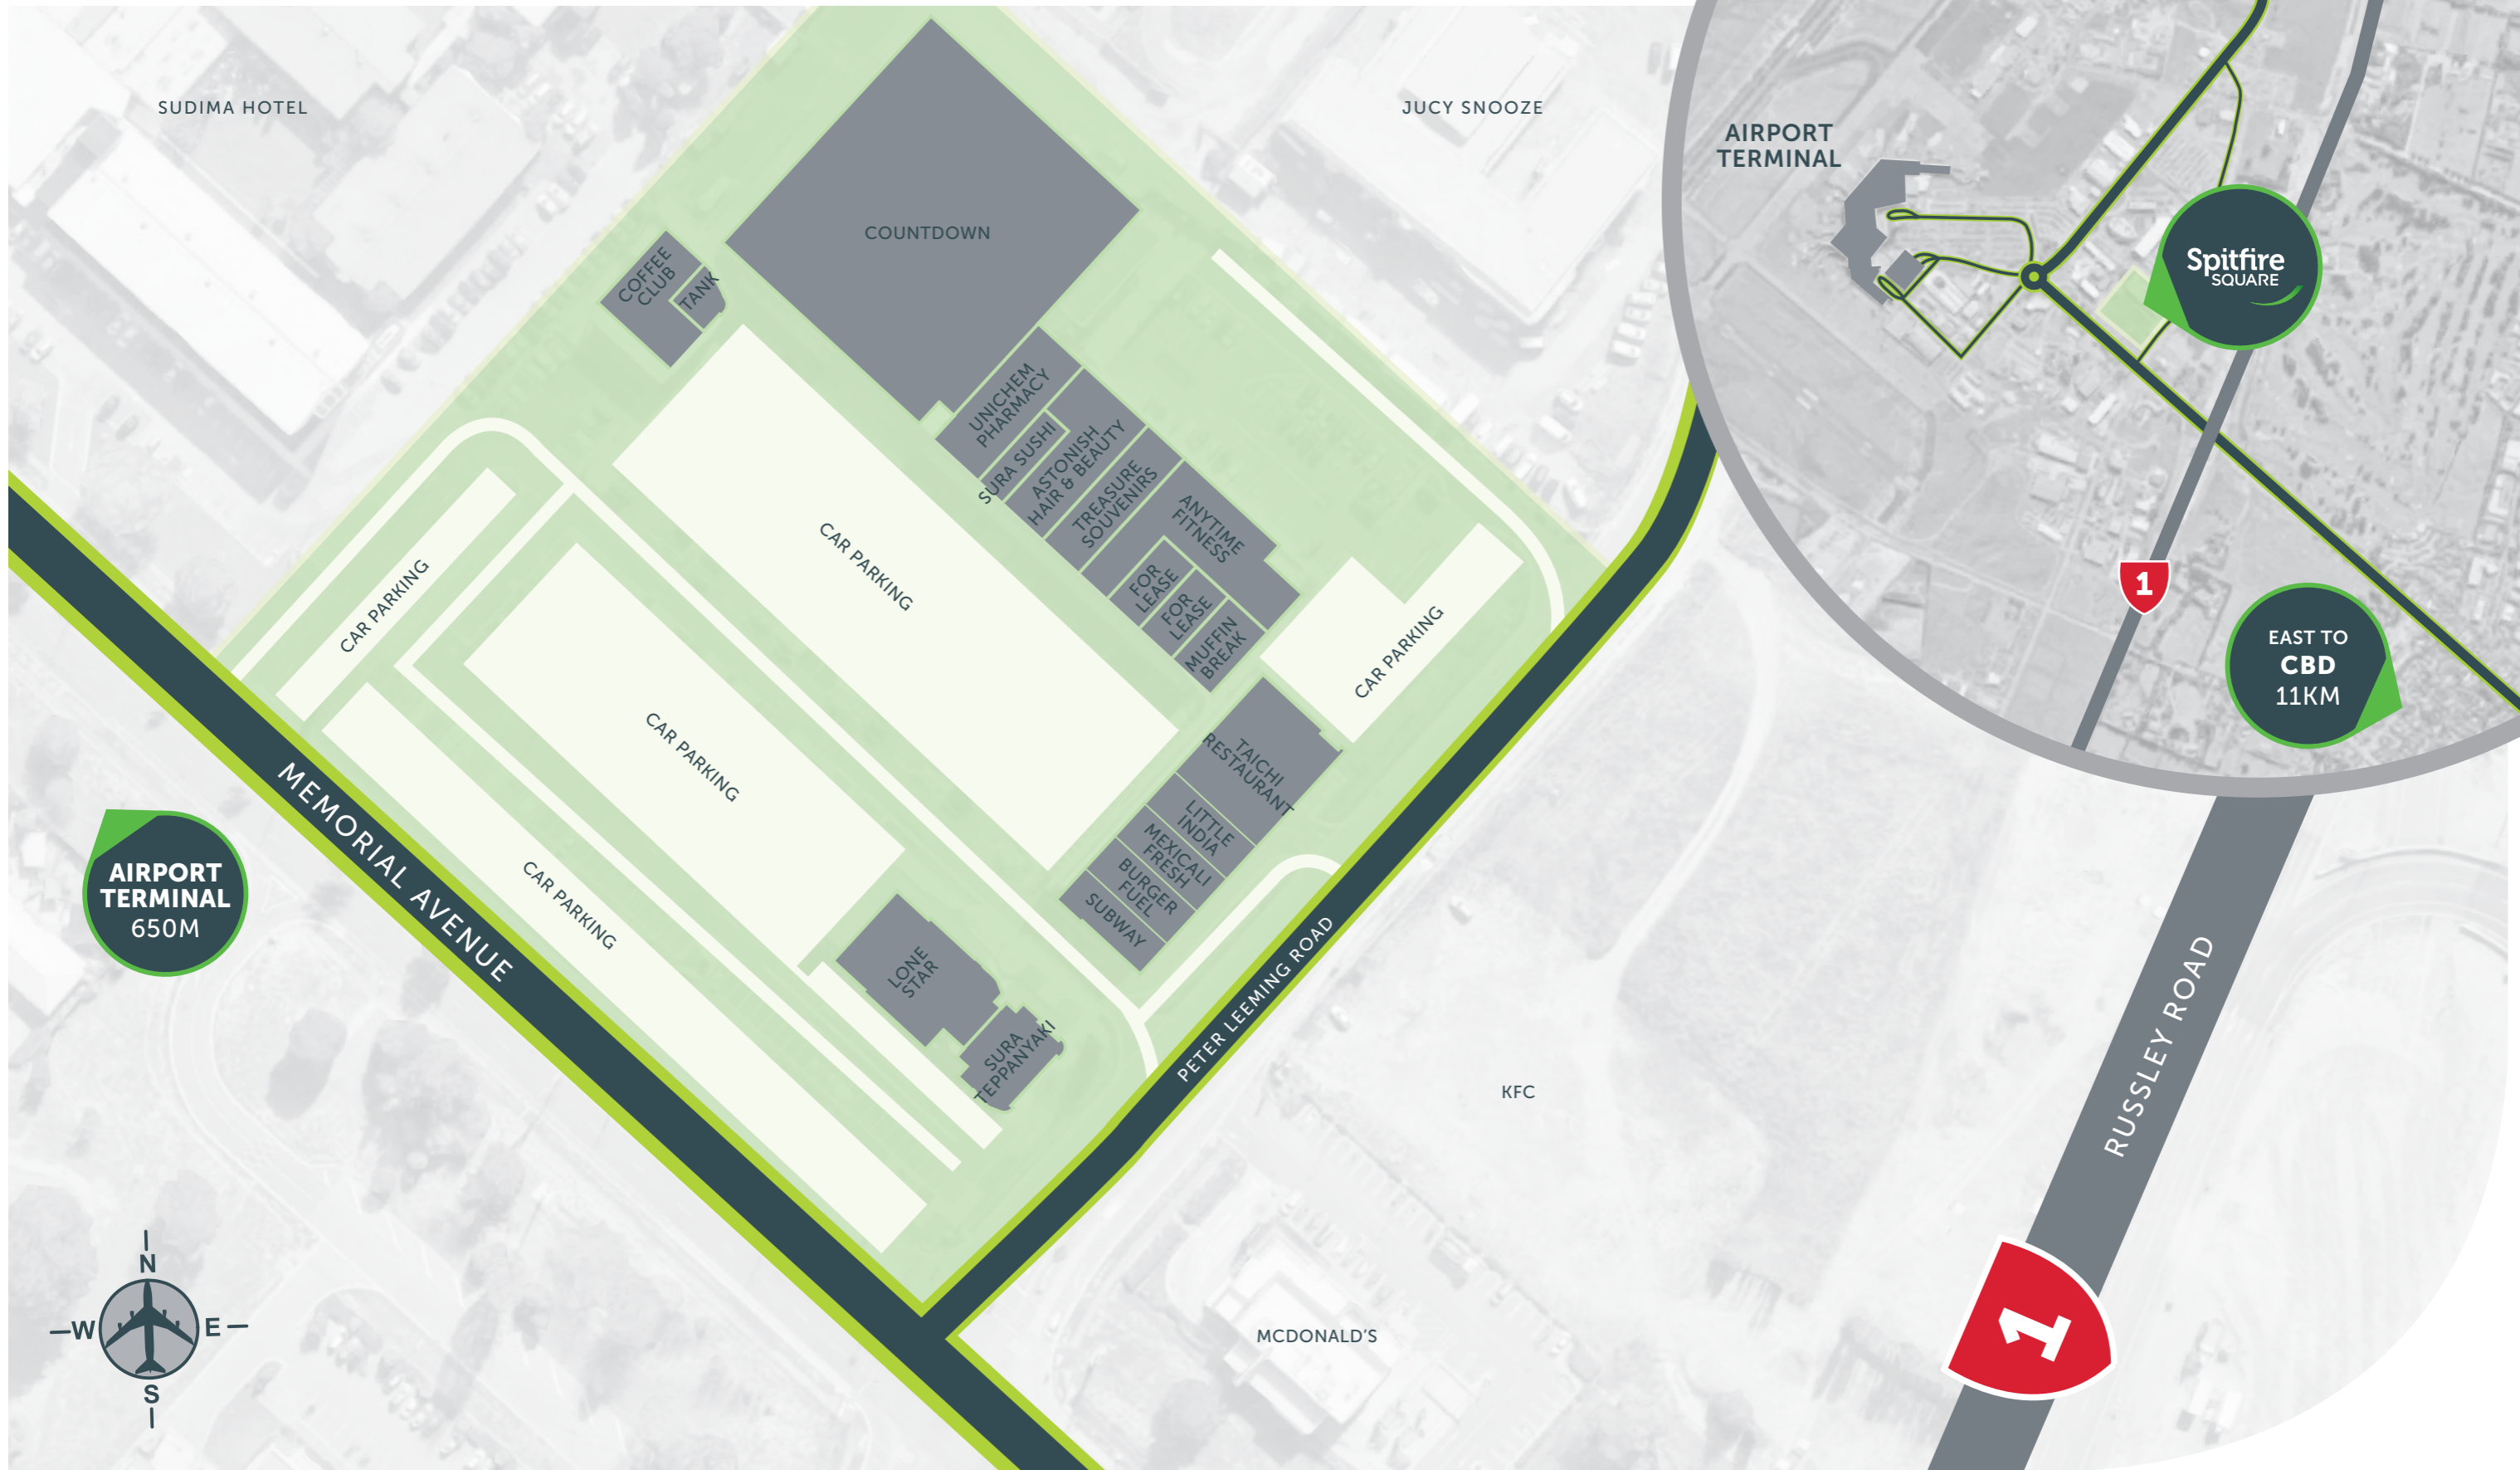 SUDIMA HOTEL
JUCY SNOOZE
AIRPORT
TERMINAL
COUNTDOWN
COFFEE
CLUB
TANK
Spitfire
SQUARE
UNICHEM
PHARMACY
SURA SUSHI
ASTONISH
HAIR & BEAUTY
TREASURE
SOUVENIRS
ANYTIME
FITNESS
FOR
LEASE
FOR
LEASE
MUFFIN
BREAK
CAR PARKING
CAR PARKING
CAR PARKING
CAR PARKING
CAR PARKING
1
EAST TO
CBD
11KM
TAICHI
RESTAURANT
LITTLE
INDIA
MEXICALI
FRESH
BURGER
FUEL
SUBWAY
MEMORIAL AVENUE
AIRPORT
TERMINAL
650M
LONE
STAR
SURA
TEPPANYAKI
PETER LEEMING ROAD
RUSSLEY ROAD
KFC
MCDONALD'S
1
N
W
E
S